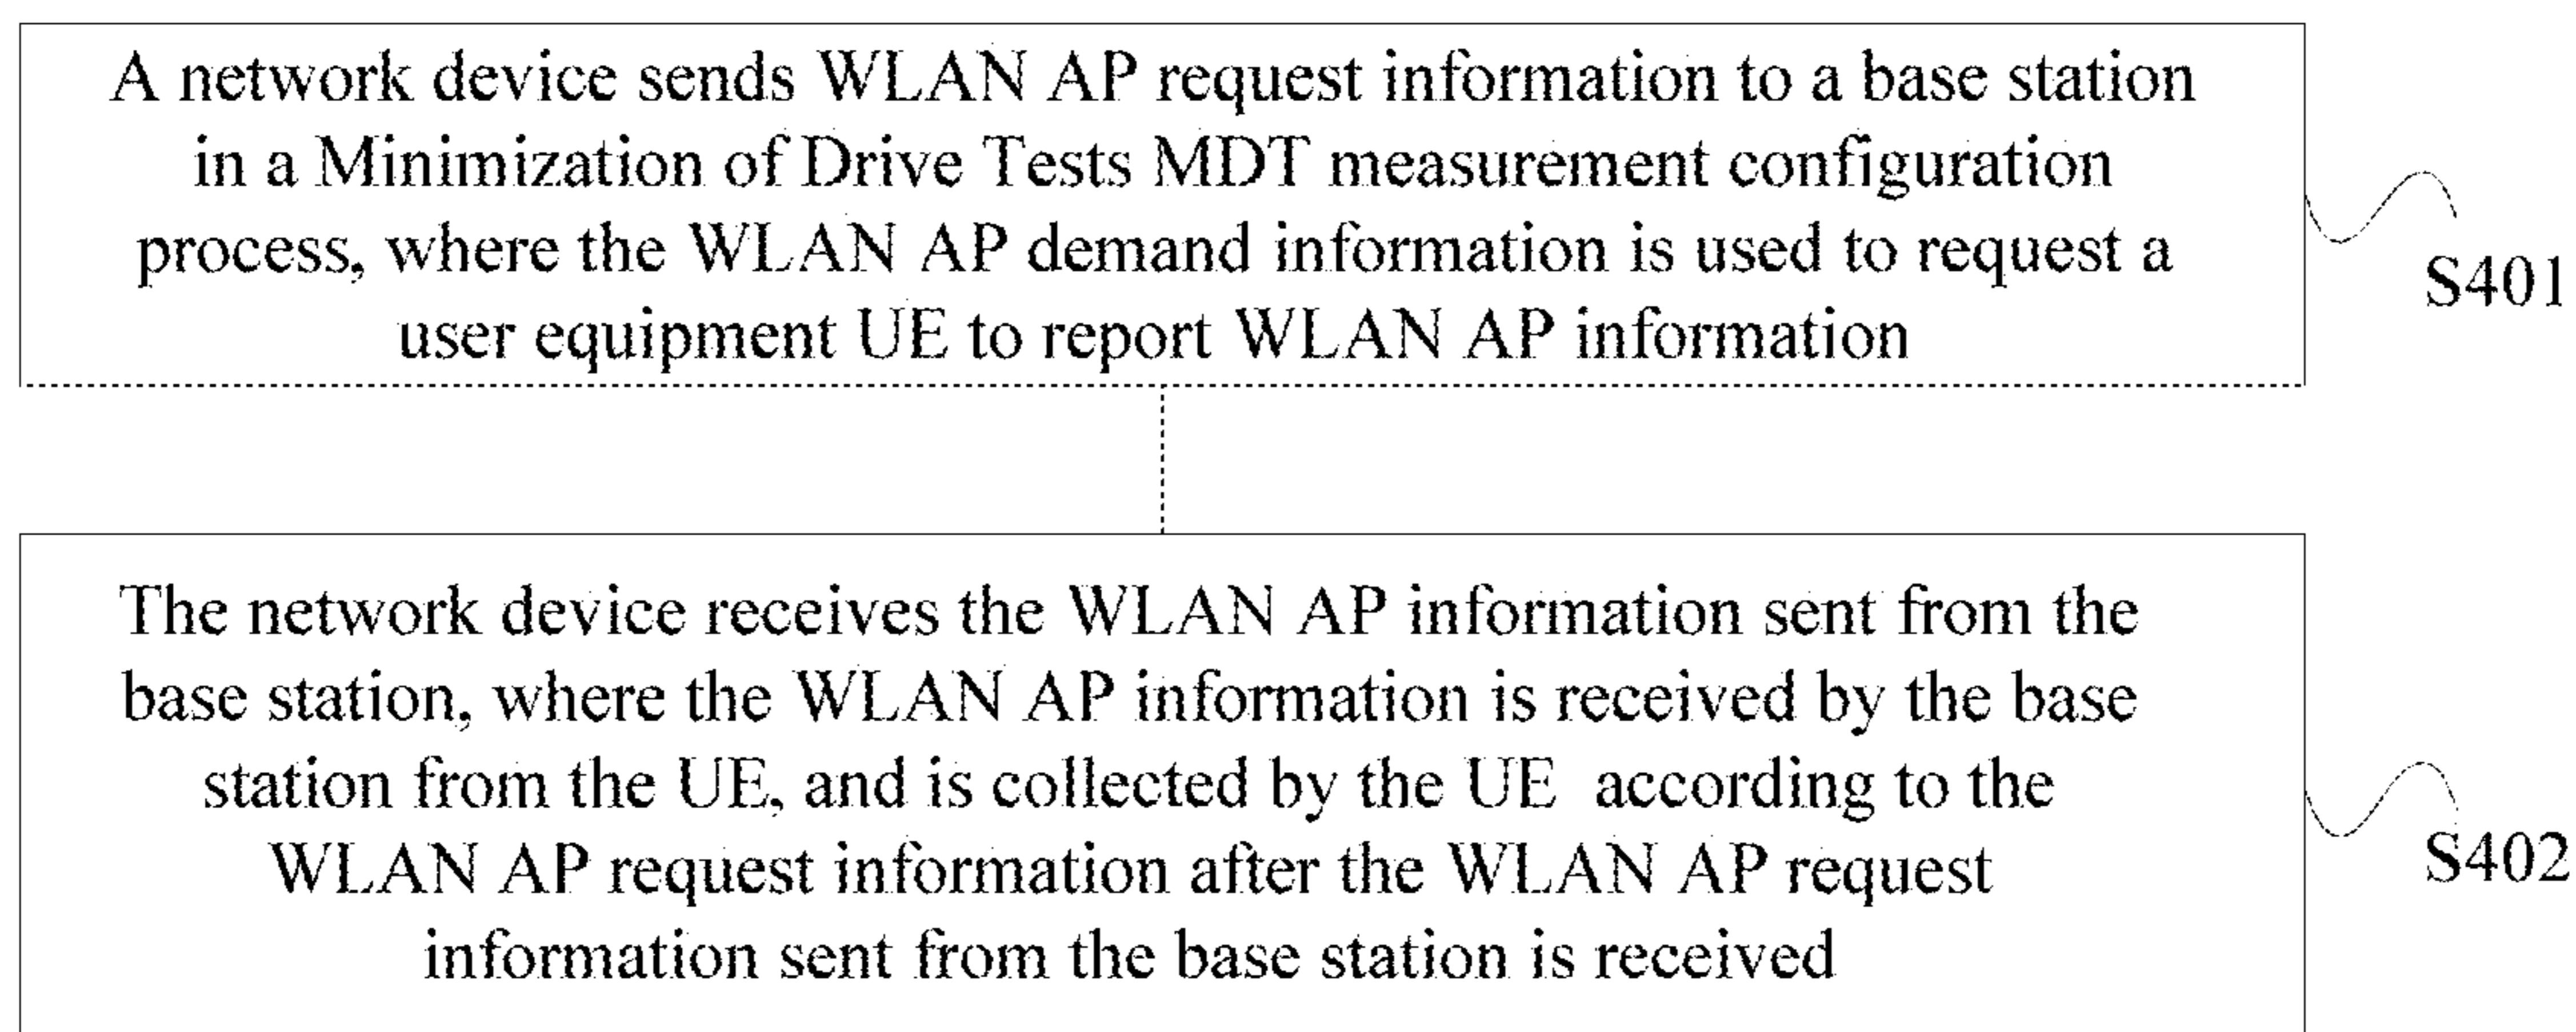 A network device sends WLAN AP request information to a base station
in a Minimization of Drive Tests MDT measurement configuration
process, where the WLAN AP demand information is used to request a
user equipment UE to report WLAN AP information
S401
The network device receives the WLAN AP information sent from the
base station, where the WLAN AP information is received by the base
station from the UE, and is collected by the UE according to the
WLAN AP request information after the WLAN AP request
information sent from the base station is received
S402